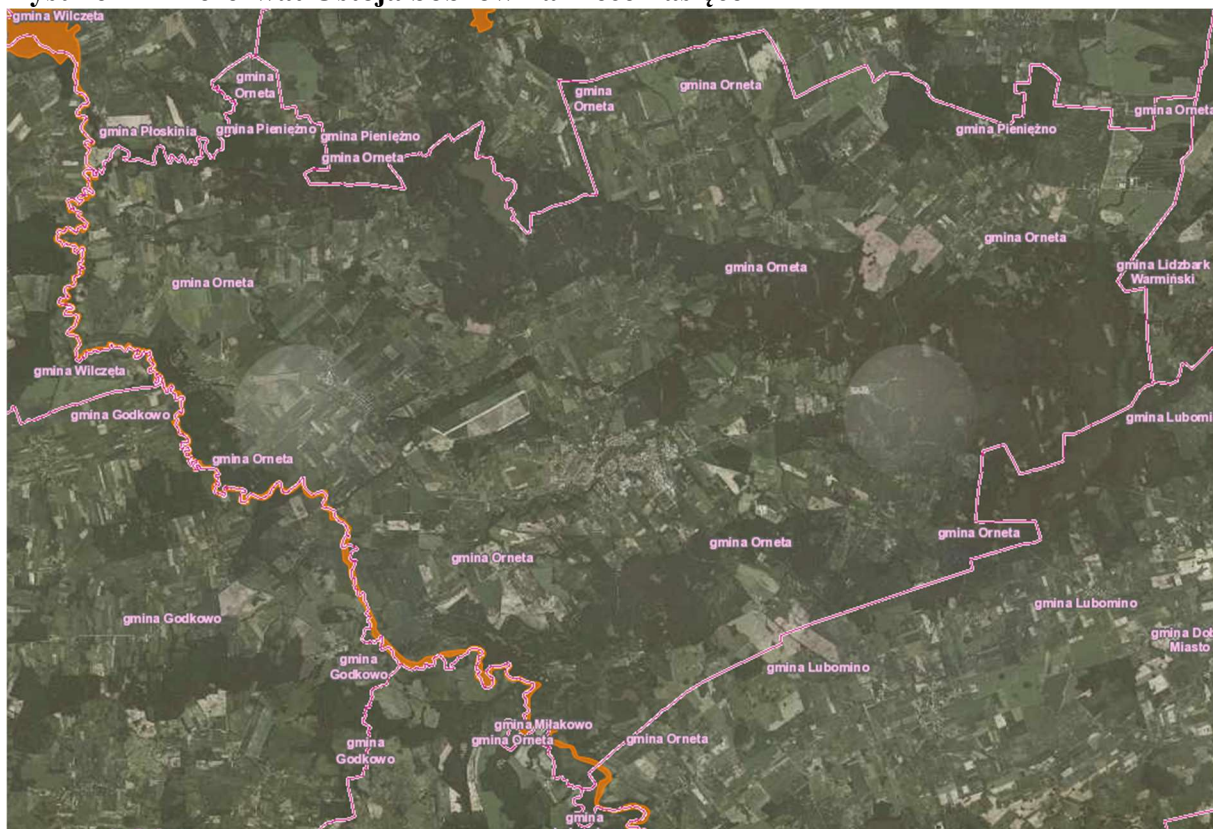 gmina Wilczęta
gmina
Orneta
gmina
Orneta
gmina Orneta
gmina Orneta
gmina Płoskinia
gmina Pieniężno
gmina Pieniężno
gmina Pieniężno
gmina Orneta
gmina Orneta
gmina Orneta
gmina Orneta
gmina Lidzbark
Warmiński
gmina Wilczęta
gmina Godkowo
gmina Orneta
gmina Orneta
gmina Orneta
gmina Orneta
gmina Godkowo
gmina Lubomino
gmina
Miasto
gmina
Godkowo
gmina Lubomino
gmina Miłakowo
gmina Orneta
gmina Orneta
gmina
Godkowo
gmina